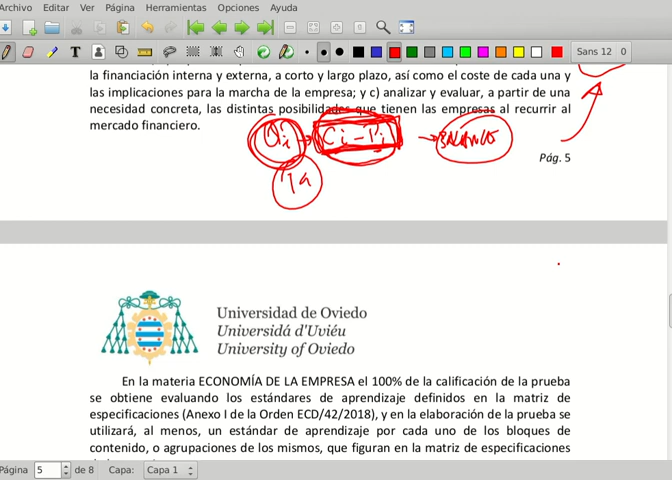 Archivo Editar Ver Página Herramientas Opciones Ayuda
T Sans 12 0
la financiación interna y externa, a corto y largo plazo, así como el coste de cada una y
las implicaciones para la marcha de la empresa; y c) analizar y evaluar, a partir de una
necesidad concreta, las distintas posibilidades que tienen las empresas al recurrir al
mercado financiero.
Ci-Pi
Pág. 5
Universidad de Oviedo
Universidá d'Uviéu
University of Oviedo
En la materia ECONOMÍA DE LA EMPRESA el 100% de la calificación de la prueba
se obtiene evaluando los estándares de aprendizaje definidos en la matriz de
especificaciones (Anexo I de la Orden ECD/42/2018), y en la elaboración de la prueba se
utilizará, al menos, un estándar de aprendizaje por cada uno de los bloques de
contenido, o agrupaciones de los mismos, que figuran en la matriz de especificaciones
Página 5 de 8 Capa: Capa 1